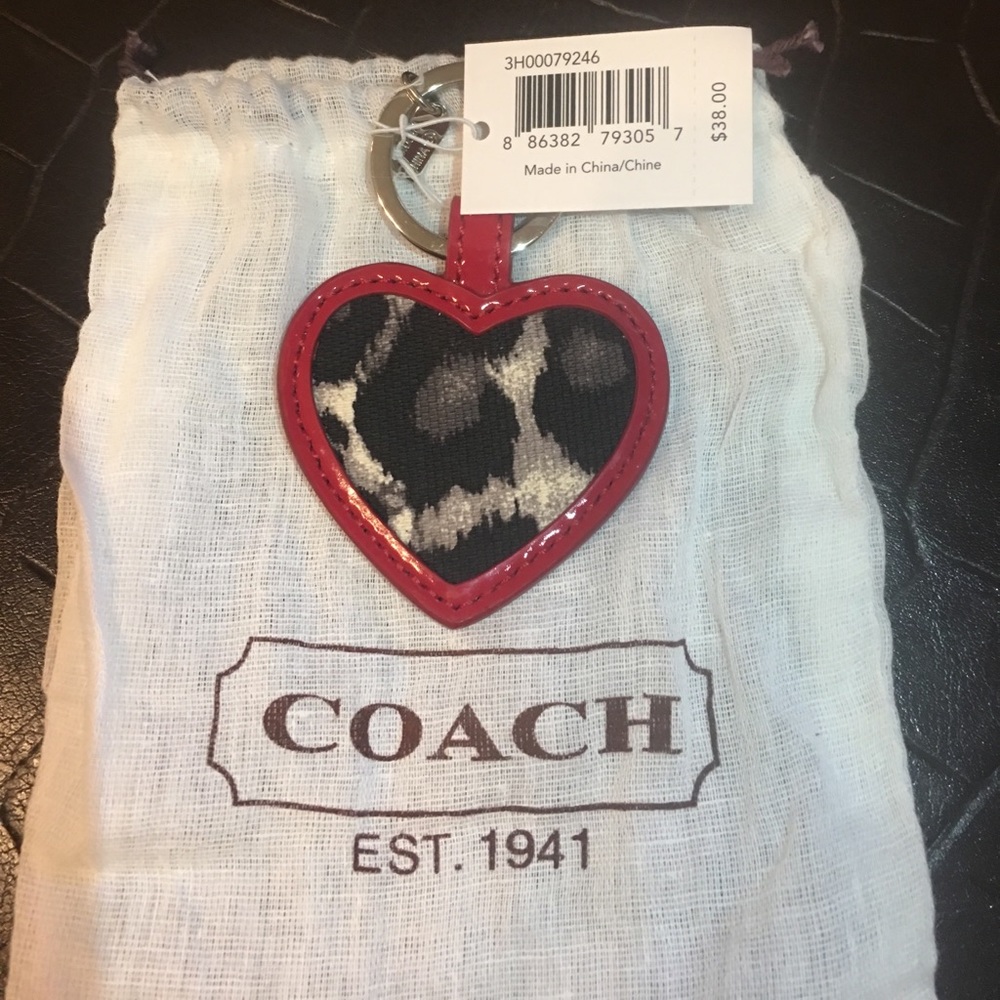 3H00079246
8 86382 79305 7
$38.00
Made in China/Chine
COACH
EST. 1941